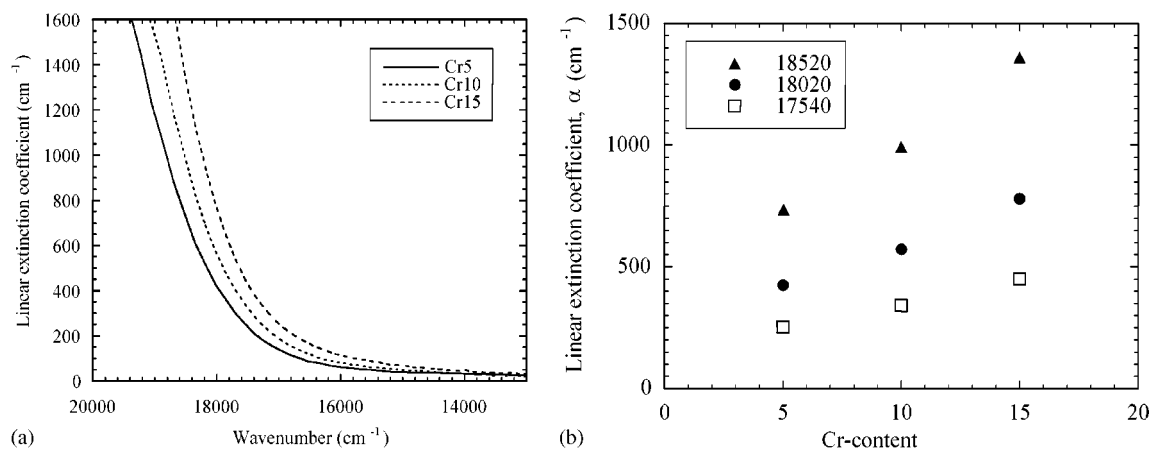 1600
1400
1200
1000
800
600
400
200
0
20000 18000 16000 14000
Linear extinction coefficient (cm⁻¹)
Wavenumber (cm⁻¹)
Cr5
Cr10
Cr15
(a)
1500
1000
500
0
0 5 10 15 20
Linear extinction coefficient, α (cm⁻¹)
Cr-content
18520
18020
17540
(b)